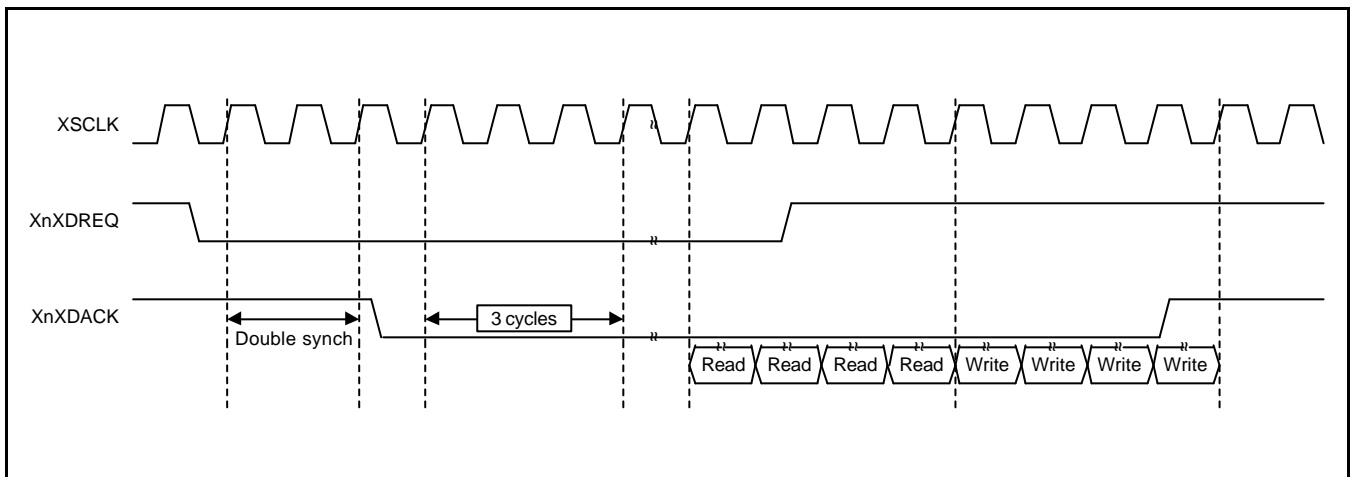 XSCLK
XnXDREQ
XnXDACK
3 cycles
Double synch
Read Read Read Read Write Write Write Write